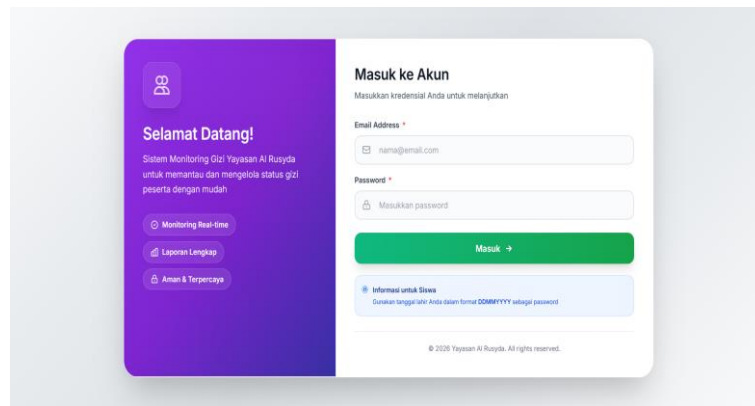 Selamat Datang!
Sistem Monitoring Gizi Yayasan Al Rusyda
untuk memantau dan mengelola status gizi
peserta dengan mudah
Monitoring Real-time
Laporan Lengkap
Aman & Terpercaya
Masuk ke Akun
Masukkan kredensial Anda untuk melanjutkan
Email Address *
nama@email.com
Password *
Masukkan password
Masuk →
Informasi untuk Siswa
Gunakan tanggal lahir Anda dalam format DDMMYYYY sebagai password
© 2026 Yayasan Al Rusyda. All rights reserved.